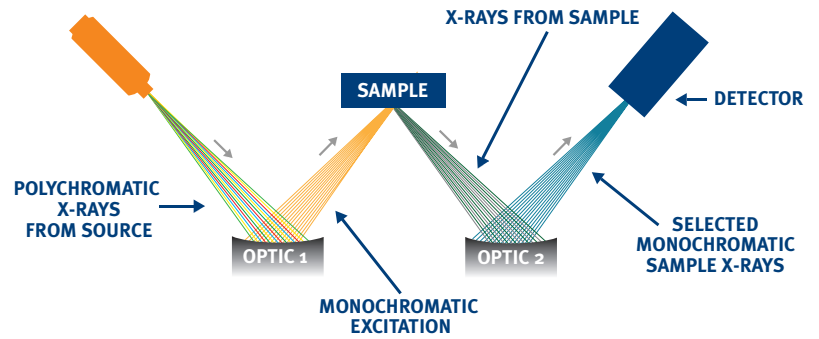 X-RAYS FROM SAMPLE
SAMPLE
DETECTOR
POLYCHROMATIC
X-RAYS
FROM SOURCE
OPTIC 1
OPTIC 2
SELECTED
MONOCHROMATIC
SAMPLE X-RAYS
MONOCHROMATIC
EXCITATION